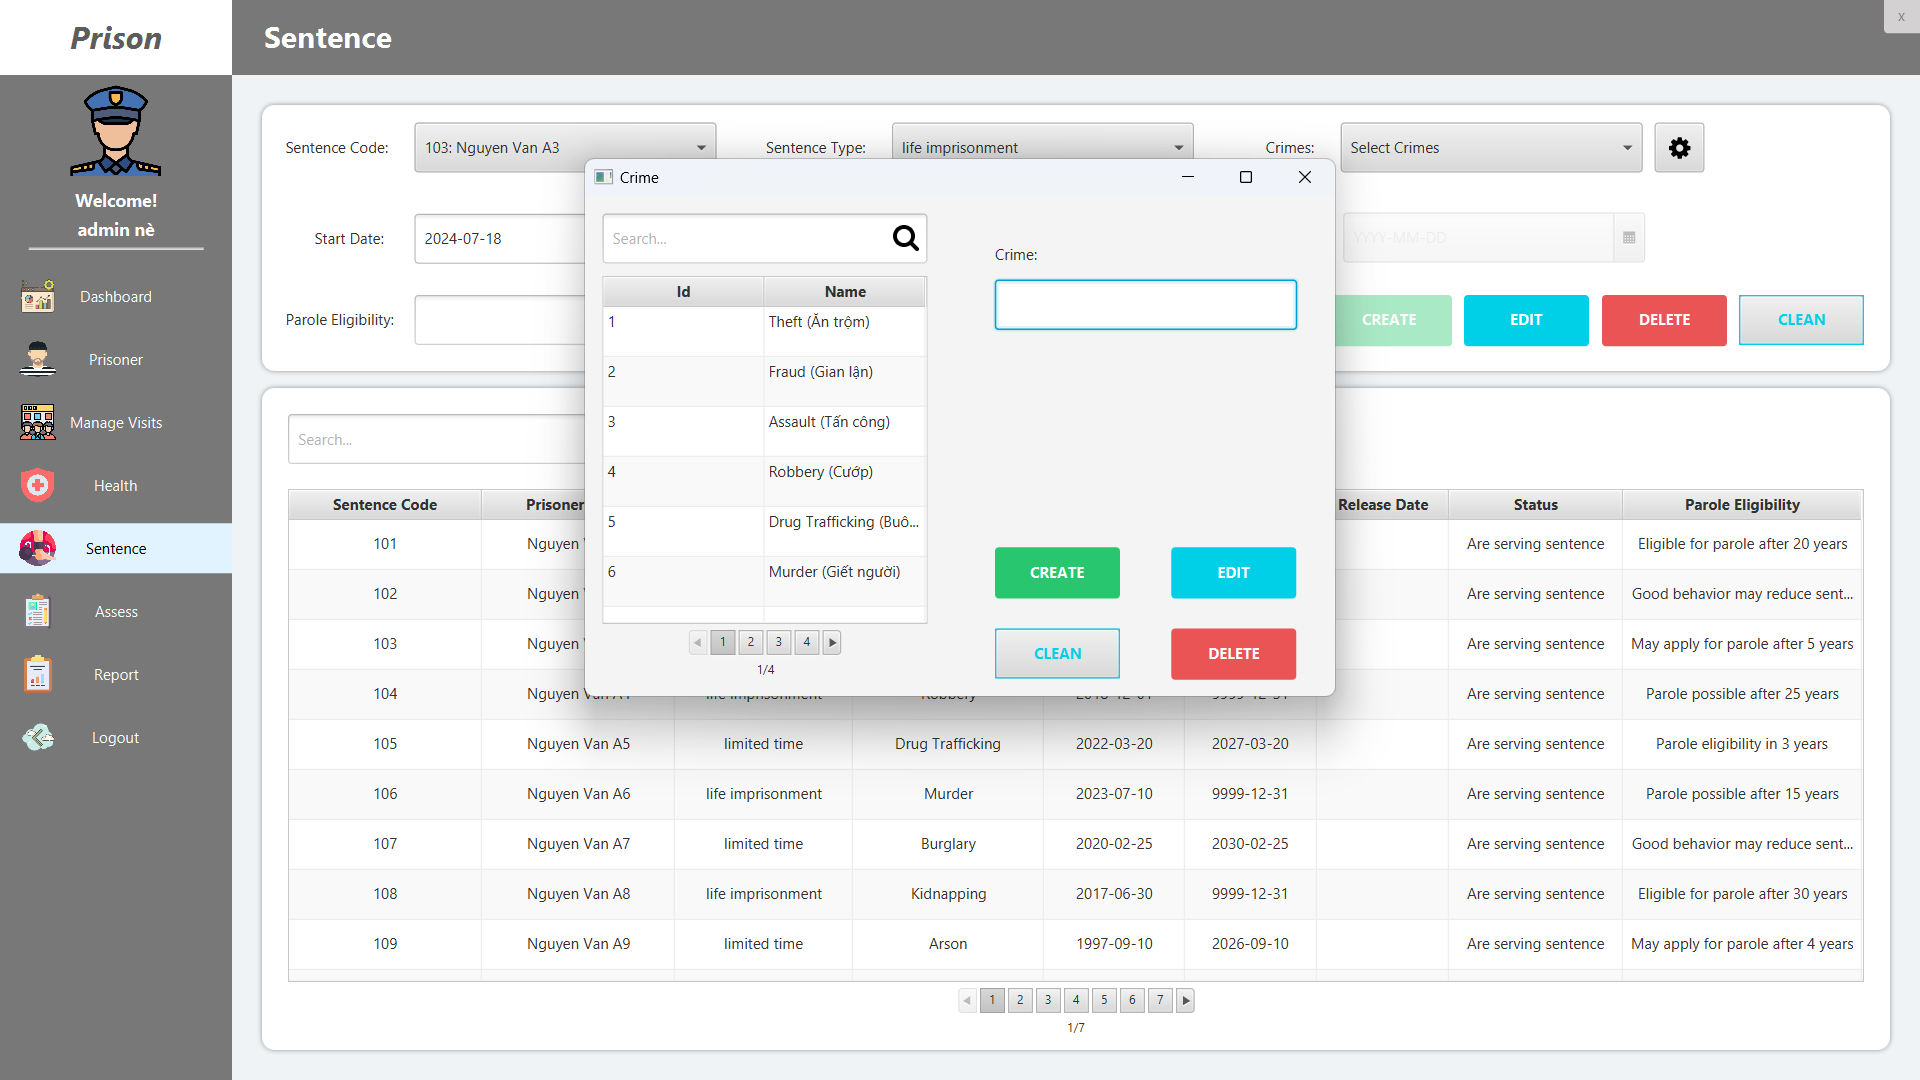 Prison
Sentence
x
Welcome!
admin nè
Dashboard
Prisoner
Manage Visits
Health
Sentence
Assess
Report
Logout
Sentence Code:
103: Nguyen Van A3
Sentence Type:
life imprisonment
Crimes:
Select Crimes
Start Date:
2024-07-18
YYYY-MM-DD
Parole Eligibility:
CREATE
EDIT
DELETE
CLEAN
Crime
Search...
Id Name
1 Theft (Ăn trộm)
2 Fraud (Gian lận)
3 Assault (Tấn công)
4 Robbery (Cướp)
5 Drug Trafficking (Buô...
6 Murder (Giết người)
1 2 3 4
1/4
Crime:
CREATE
EDIT
CLEAN
DELETE
Search...
Sentence Code Prisoner Release Date Status Parole Eligibility
101 Nguyen Are serving sentence Eligible for parole after 20 years
102 Nguyen Are serving sentence Good behavior may reduce sent...
103 Nguyen Are serving sentence May apply for parole after 5 years
104 Nguyen Are serving sentence Parole possible after 25 years
105 Nguyen Van A5 limited time Drug Trafficking 2022-03-20 2027-03-20 Are serving sentence Parole eligibility in 3 years
106 Nguyen Van A6 life imprisonment Murder 2023-07-10 9999-12-31 Are serving sentence Parole possible after 15 years
107 Nguyen Van A7 limited time Burglary 2020-02-25 2030-02-25 Are serving sentence Good behavior may reduce sent...
108 Nguyen Van A8 life imprisonment Kidnapping 2017-06-30 9999-12-31 Are serving sentence Eligible for parole after 30 years
109 Nguyen Van A9 limited time Arson 1997-09-10 2026-09-10 Are serving sentence May apply for parole after 4 years
1 2 3 4 5 6 7
1/7